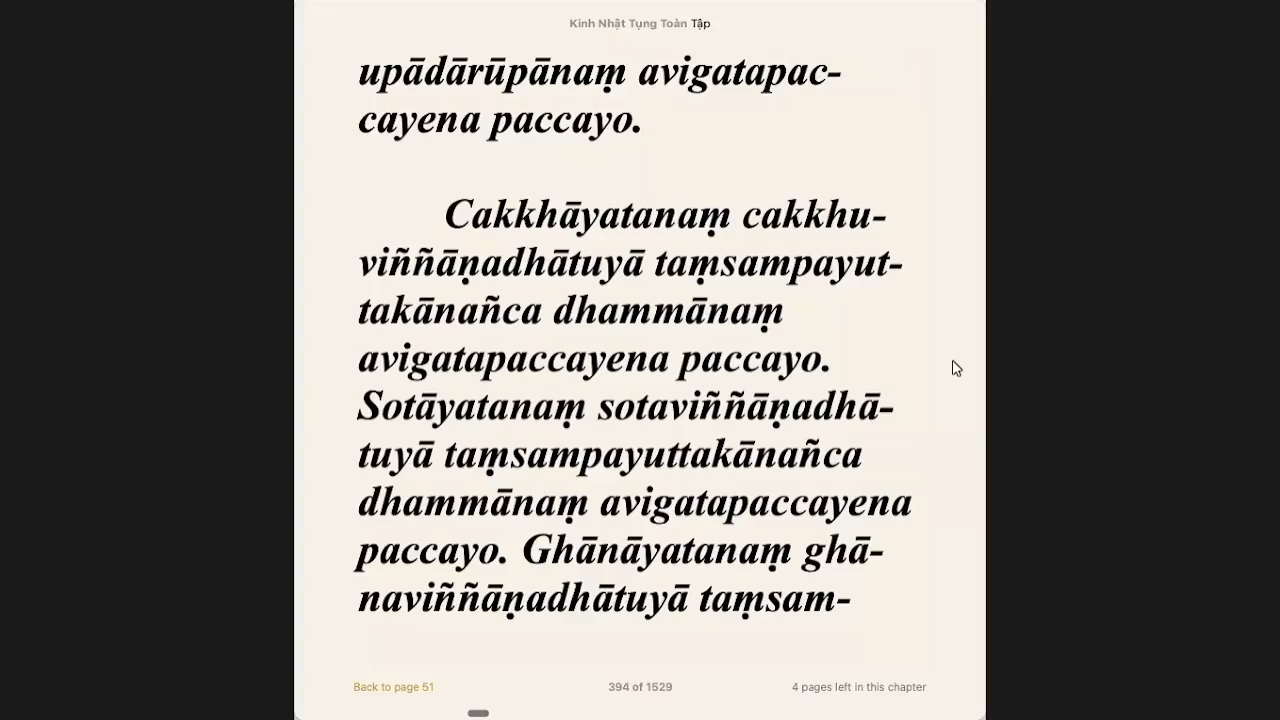 Kinh Nhật Tụng Toàn Tập
upādārūpānaṃ avigatapac-
cayena paccayo.
Cakkhāyatanaṃ cakkhu-
viññāṇadhātuyā taṃsampayut-
takānañca dhammānaṃ
avigatapaccayena paccayo.
Sotāyatanaṃ sotaviññāṇadhā-
tuyā taṃsampayuttakānañca
dhammānaṃ avigatapaccayena
paccayo. Ghānāyatanaṃ ghā-
naviññāṇadhātuyā taṃsam-
Back to page 51
394 of 1529
4 pages left in this chapter